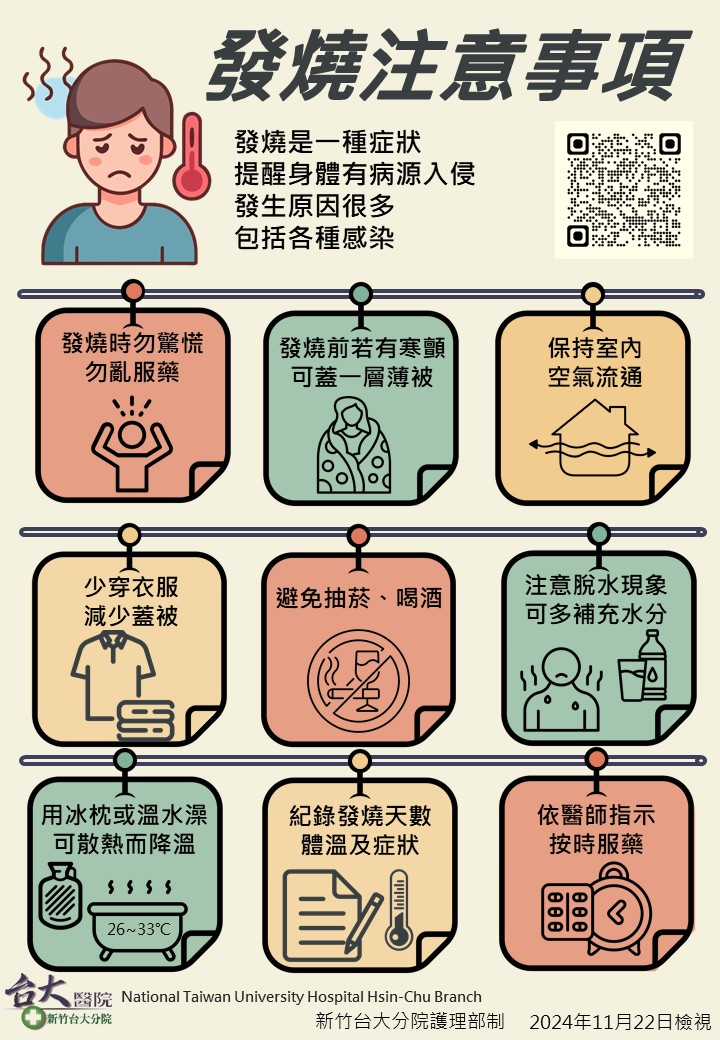 發燒注意事項
發燒是一種症狀
提醒身體有病源入侵
發生原因很多
包括各種感染
發燒時勿驚慌
勿亂服藥
發燒前若有寒顫
可蓋一層薄被
保持室內
空氣流通
少穿衣服
減少蓋被
避免抽菸、喝酒
注意脫水現象
可多補充水分
用冰枕或溫水澡
可散熱而降溫
26~33℃
紀錄發燒天數
體溫及症狀
依醫師指示
按時服藥
台大醫院
新竹台大分院
National Taiwan University Hospital Hsin-Chu Branch
新竹台大分院護理部制 2024年11月22日檢視